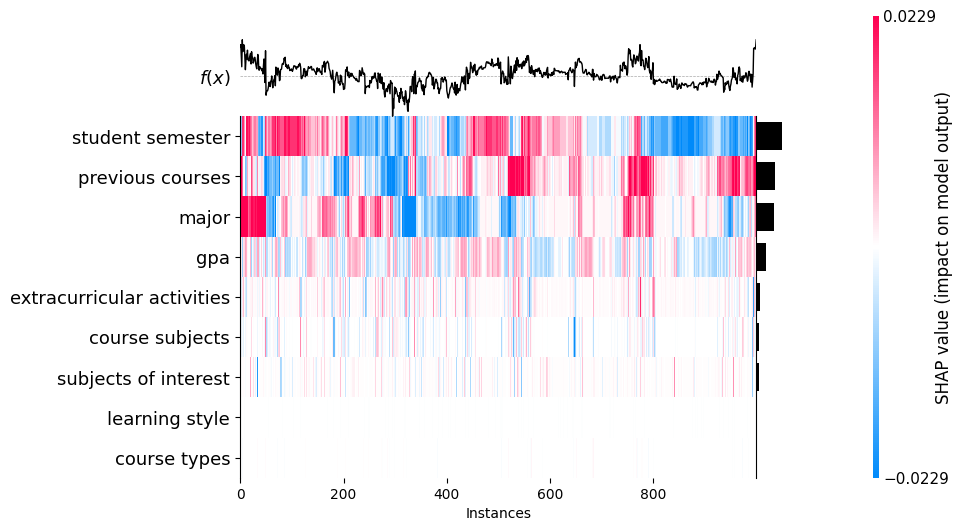 0.0229
f(x)
student semester
previous courses
major
gpa
extracurricular activities
course subjects
subjects of interest
learning style
course types
0 200 400 600 800
Instances
SHAP value (impact on model output)
−0.0229